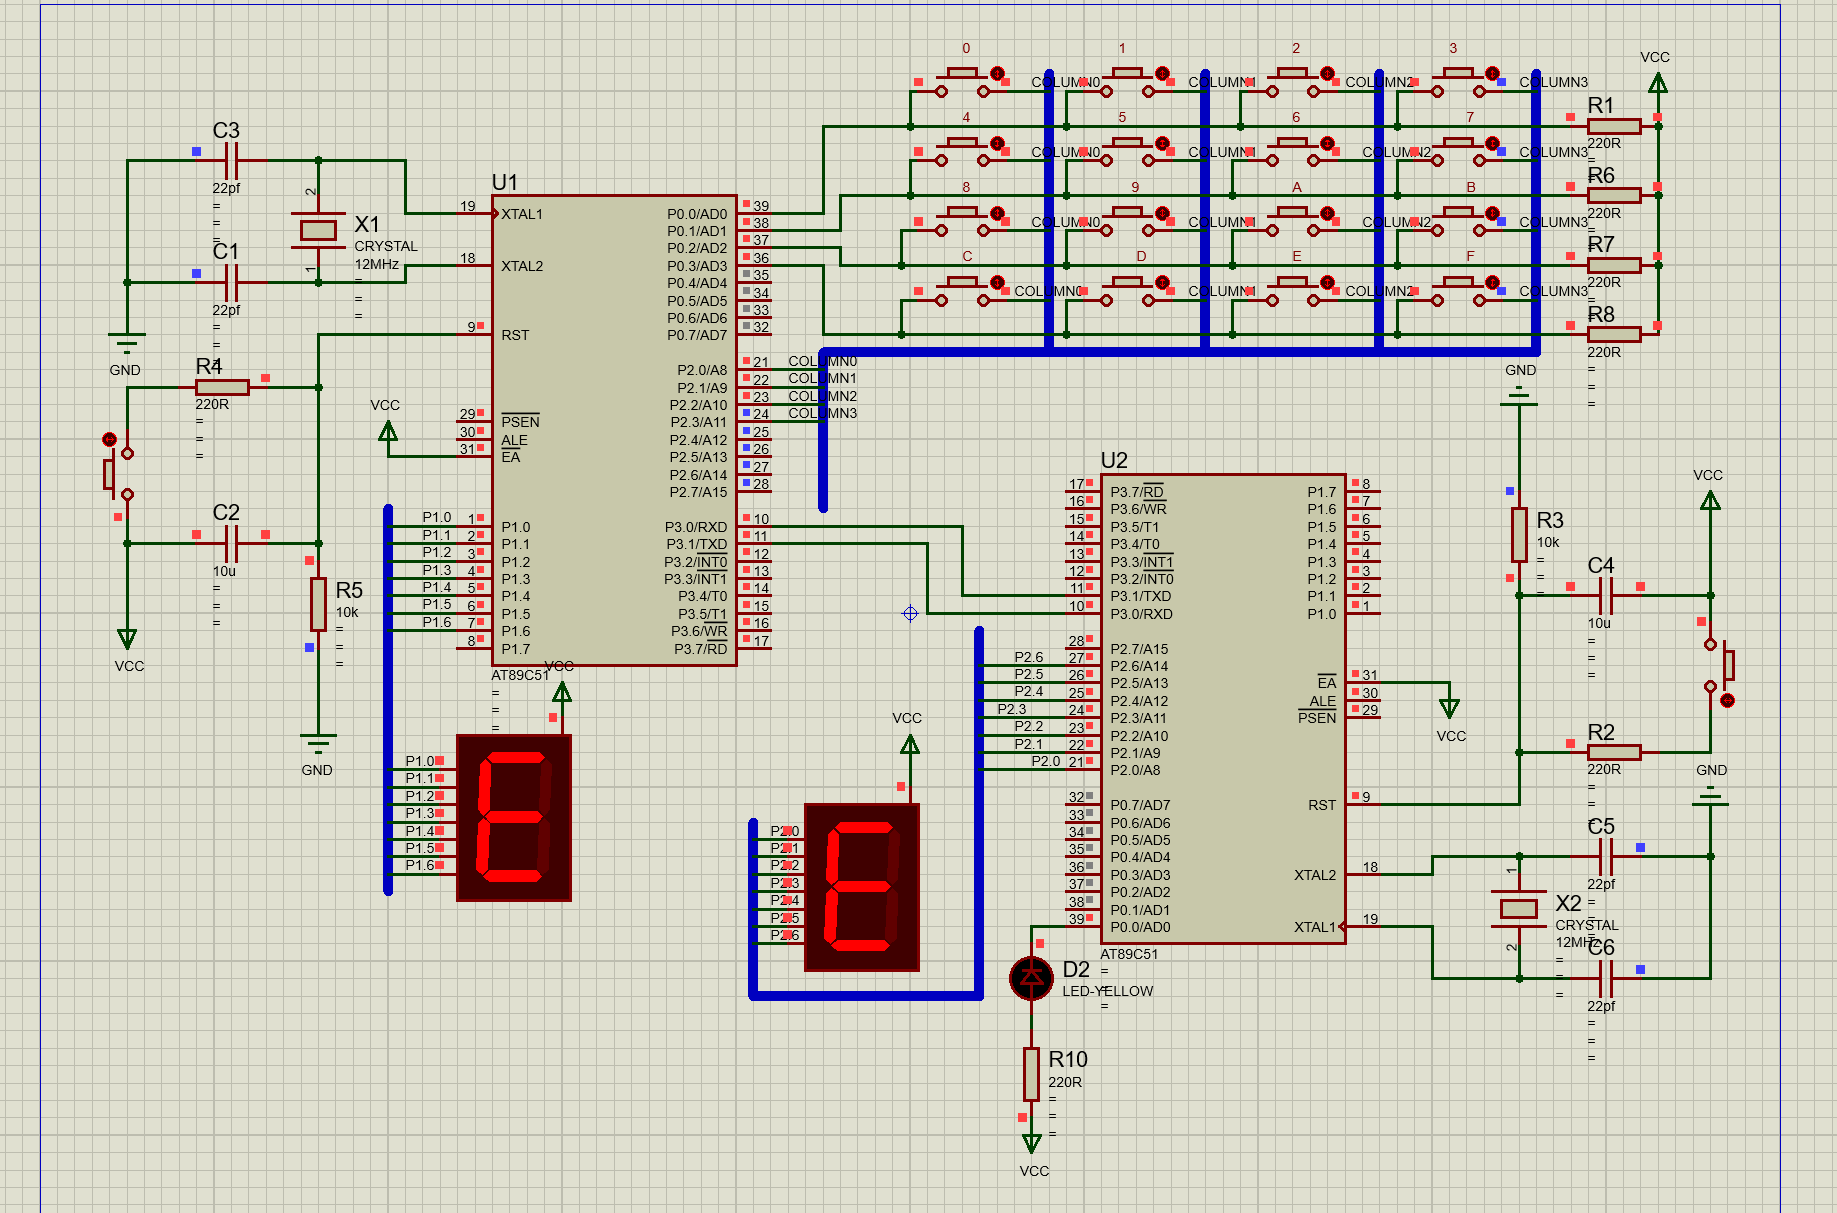 0 1 2 3
VCC
COLUMN0 COLUMN1 COLUMN2 COLUMN3
R1
220R
4 5 6 7
COLUMN0 COLUMN1 COLUMN2 COLUMN3
R6
220R
8 9 A B
COLUMN0 COLUMN1 COLUMN2 COLUMN3
R7
220R
C D E F
COLUMN0 COLUMN1 COLUMN2 COLUMN3
R8
220R
C3
22pf
X1
CRYSTAL
12MHz
2
1
C1
22pf
GND
R4
220R
VCC
C2
10u
R5
10k
VCC
GND
U1
19 XTAL1
18 XTAL2
9 RST
29 PSEN
30 ALE
31 EA
P1.0 1 P1.0
P1.1 2 P1.1
P1.2 3 P1.2
P1.3 4 P1.3
P1.4 5 P1.4
P1.5 6 P1.5
P1.6 7 P1.6
8 P1.7
P0.0/AD0 39
P0.1/AD1 38
P0.2/AD2 37
P0.3/AD3 36
P0.4/AD4 35
P0.5/AD5 34
P0.6/AD6 33
P0.7/AD7 32
P2.0/A8 21 COLUMN0
P2.1/A9 22 COLUMN1
P2.2/A10 23 COLUMN2
P2.3/A11 24 COLUMN3
P2.4/A12 25
P2.5/A13 26
P2.6/A14 27
P2.7/A15 28
P3.0/RXD 10
P3.1/TXD 11
P3.2/INT0 12
P3.3/INT1 13
P3.4/T0 14
P3.5/T1 15
P3.6/WR 16
P3.7/RD 17
AT89C51
VCC
P1.0
P1.1
P1.2
P1.3
P1.4
P1.5
P1.6
E
VCC
P2.0
P2.1
P2.2
P2.3
P2.4
P2.5
P2.6
E
U2
17 P3.7/RD
16 P3.6/WR
15 P3.5/T1
14 P3.4/T0
13 P3.3/INT1
12 P3.2/INT0
11 P3.1/TXD
10 P3.0/RXD
28 P2.7/A15
P2.6 27 P2.6/A14
P2.5 26 P2.5/A13
P2.4 25 P2.4/A12
P2.3 24 P2.3/A11
P2.2 23 P2.2/A10
P2.1 22 P2.1/A9
P2.0 21 P2.0/A8
32 P0.7/AD7
33 P0.6/AD6
34 P0.5/AD5
35 P0.4/AD4
36 P0.3/AD3
37 P0.2/AD2
38 P0.1/AD1
39 P0.0/AD0
P1.7 8
P1.6 7
P1.5 6
P1.4 5
P1.3 4
P1.2 3
P1.1 2
P1.0 1
EA 31
ALE 30
PSEN 29
RST 9
XTAL2 18
XTAL1 19
AT89C51
GND
R3
10k
VCC
C4
10u
VCC
R2
220R
GND
C5
22pf
1
2
X2
CRYSTAL
12MHz
C6
22pf
D2
LED-YELLOW
R10
220R
VCC